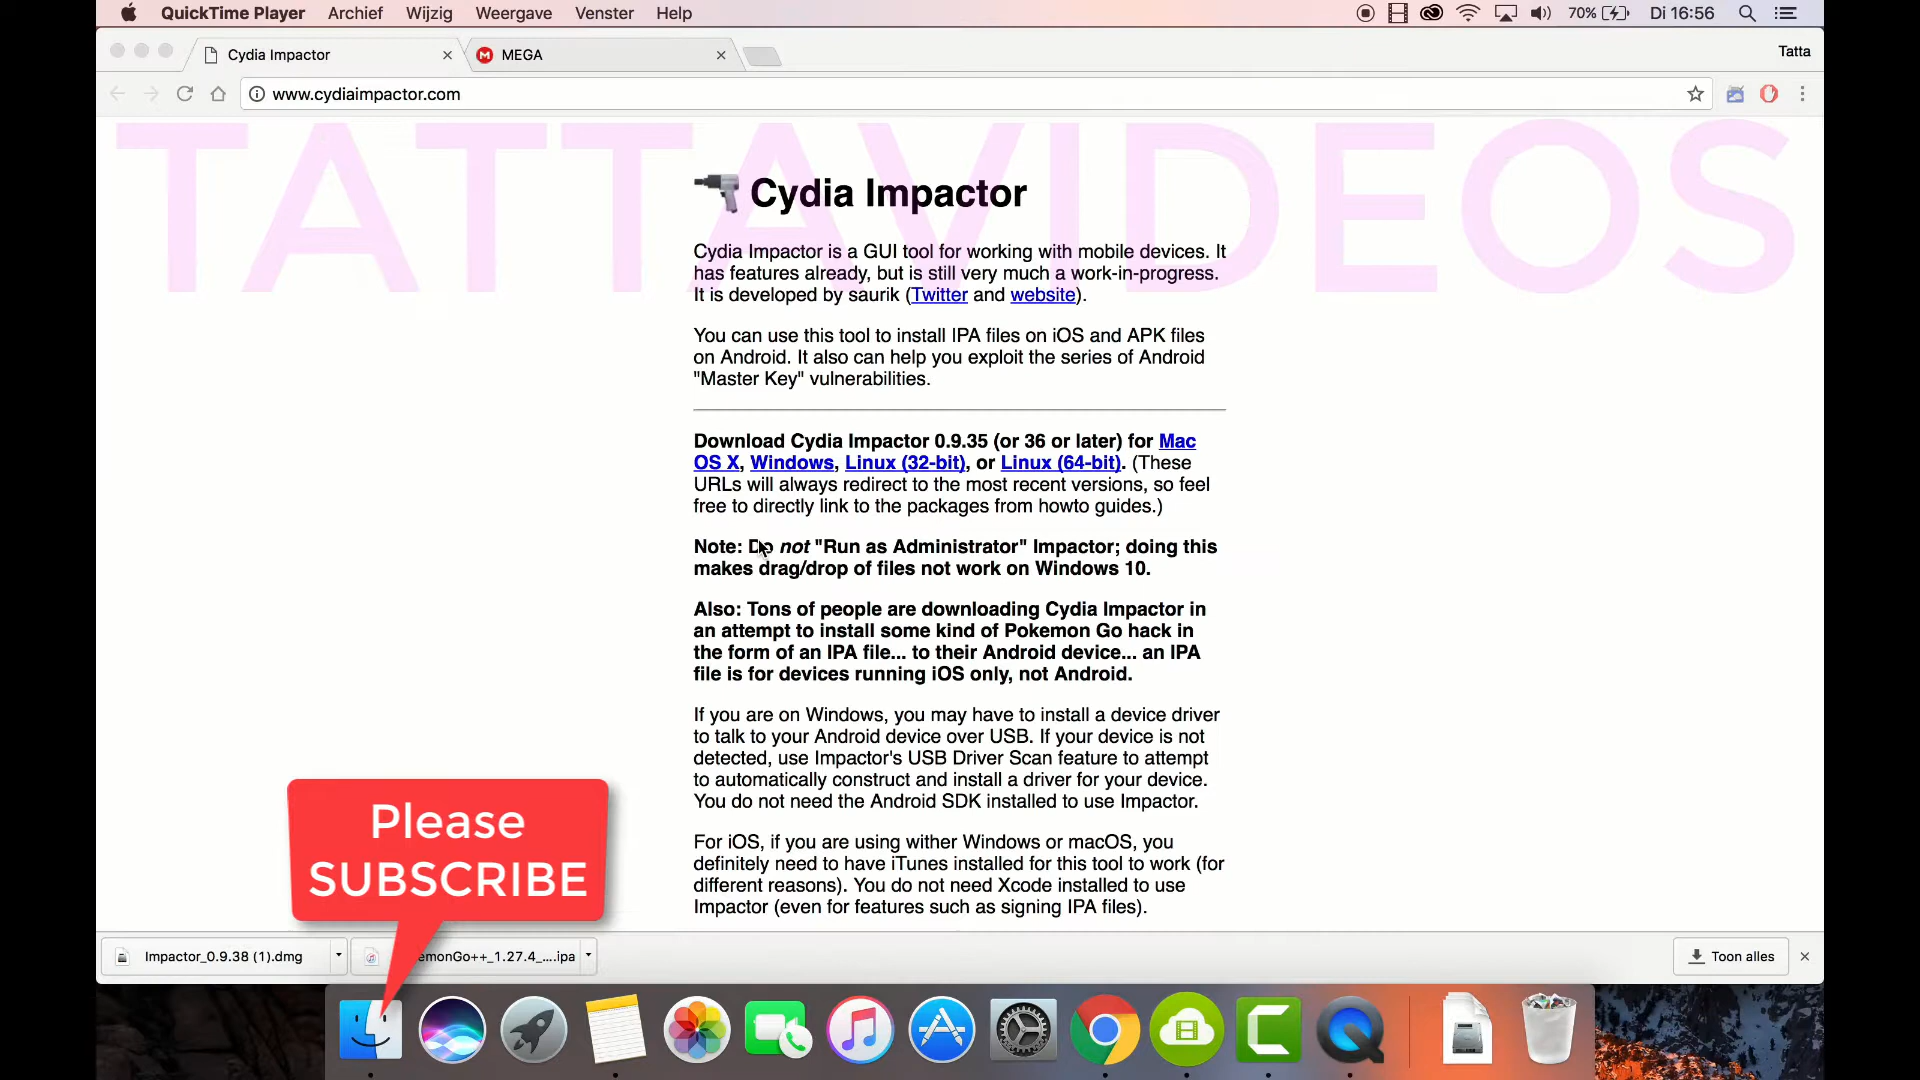 QuickTime Player Archief Wijzig Weergave Venster Help 70% Di 16:56
Cydia Impactor MEGA Tatta
www.cydiaimpactor.com
TATTAVIDEOS
Cydia Impactor
Cydia Impactor is a GUI tool for working with mobile devices. It
has features already, but is still very much a work-in-progress.
It is developed by saurik (Twitter and website).
You can use this tool to install IPA files on iOS and APK files
on Android. It also can help you exploit the series of Android
"Master Key" vulnerabilities.
Download Cydia Impactor 0.9.35 (or 36 or later) for Mac
OS X, Windows, Linux (32-bit), or Linux (64-bit). (These
URLs will always redirect to the most recent versions, so feel
free to directly link to the packages from howto guides.)
Note: Do not "Run as Administrator" Impactor; doing this
makes drag/drop of files not work on Windows 10.
Also: Tons of people are downloading Cydia Impactor in
an attempt to install some kind of Pokemon Go hack in
the form of an IPA file... to their Android device... an IPA
file is for devices running iOS only, not Android.
If you are on Windows, you may have to install a device driver
to talk to your Android device over USB. If your device is not
detected, use Impactor's USB Driver Scan feature to attempt
to automatically construct and install a driver for your device.
You do not need the Android SDK installed to use Impactor.
For iOS, if you are using wither Windows or macOS, you
definitely need to have iTunes installed for this tool to work (for
different reasons). You do not need Xcode installed to use
Impactor (even for features such as signing IPA files).
Please
SUBSCRIBE
Impactor_0.9.38 (1).dmg emonGo++_1.27.4_....ipa Toon alles